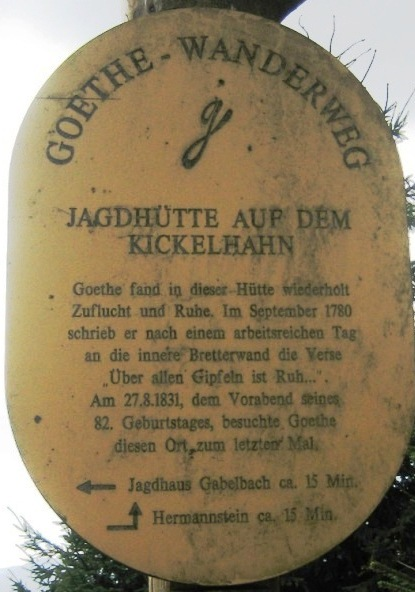 GOETHE - WANDERWEG
g
JAGDHÜTTE AUF DEM
KICKELHAHN
Goethe fand in dieser Hütte wiederholt
Zuflucht und Ruhe. Im September 1780
schrieb er nach einem arbeitsreichen Tag
an die innere Bretterwand die Verse
„Über allen Gipfeln ist Ruh...".
Am 27.8.1831, dem Vorabend seines
82. Geburtstages, besuchte Goethe
diesen Ort zum letzten Mal.
← Jagdhaus Gabelbach ca. 15 Min.
Hermannstein ca. 15 Min.